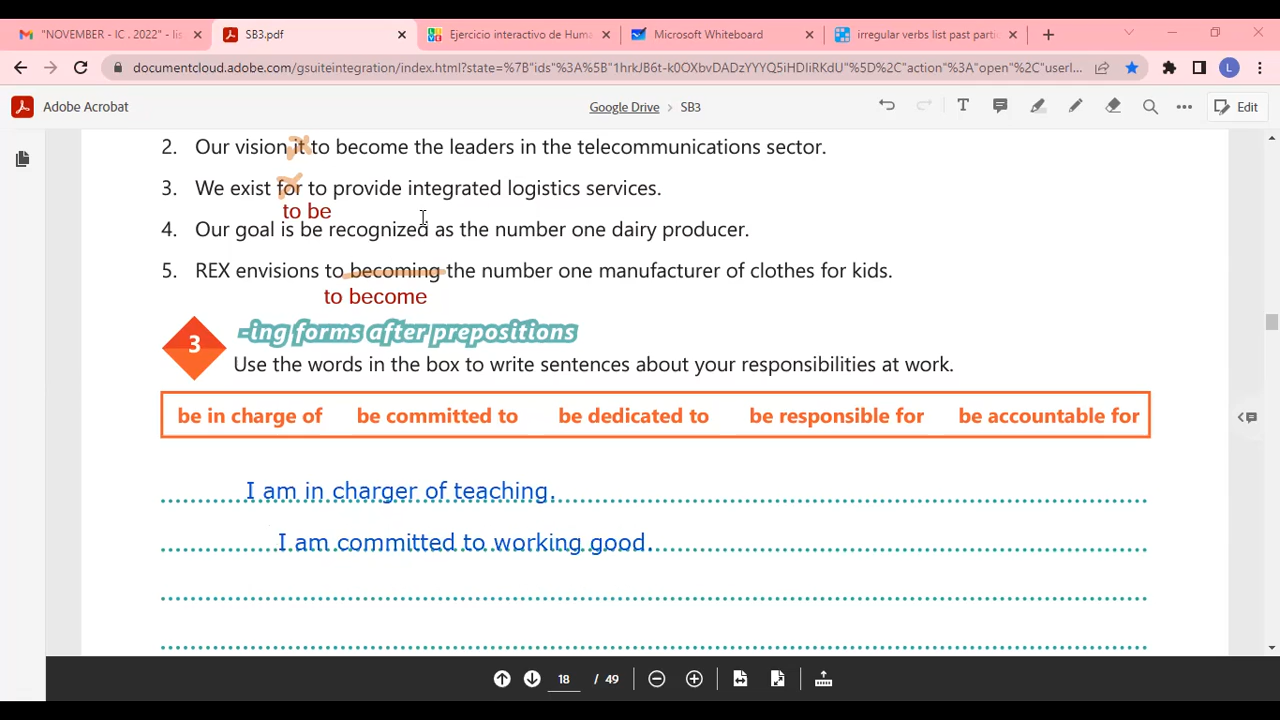 "NOVEMBER - IC . 2022" - lis
SB3.pdf
Ejercicio interactivo de Huma
Microsoft Whiteboard
irregular verbs list past parti
documentcloud.adobe.com/gsuiteintegration/index.html?state=%7B"ids"%3A%5B"1hrkJB6t-k0OXbvDADzYYYQ5iHDIiRKdU"%5D%2C"action"%3A"open"%2C"userI...
L
Adobe Acrobat
Google Drive
SB3
Edit
2. Our vision it to become the leaders in the telecommunications sector.
3. We exist for to provide integrated logistics services.
to be
4. Our goal is be recognized as the number one dairy producer.
5. REX envisions to becoming the number one manufacturer of clothes for kids.
to become
3
-ing forms after prepositions
Use the words in the box to write sentences about your responsibilities at work.
be in charge of be committed to be dedicated to be responsible for be accountable for
I am in charger of teaching.
I am committed to working good.
18 / 49